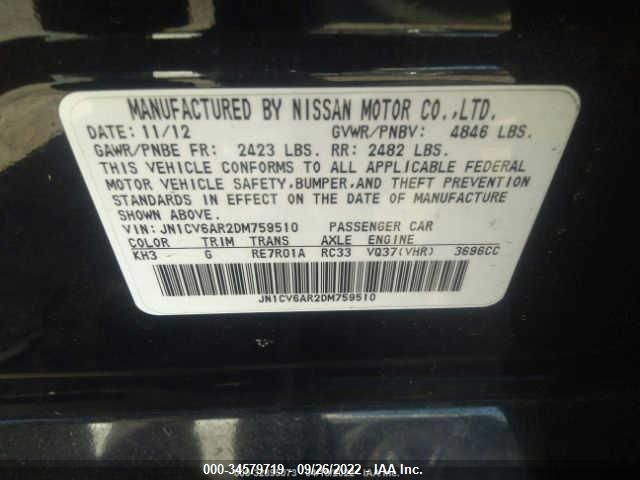 MANUFACTURED BY NISSAN MOTOR CO.,LTD.
DATE: 11/12 GVWR/PNBV: 4846 LBS.
GAWR/PNBE FR: 2423 LBS. RR: 2482 LBS.
THIS VEHICLE CONFORMS TO ALL APPLICABLE FEDERAL
MOTOR VEHICLE SAFETY,BUMPER,AND THEFT PREVENTION
STANDARDS IN EFFECT ON THE DATE OF MANUFACTURE
SHOWN ABOVE.
VIN: JN1CV6AR2DM759510 PASSENGER CAR
COLOR TRIM TRANS AXLE ENGINE
KH3 G RE7R01A RC33 VQ37(VHR) 3696CC
JN1CV6AR2DM759510
000-34579719 - 09/26/2022 - IAA Inc.